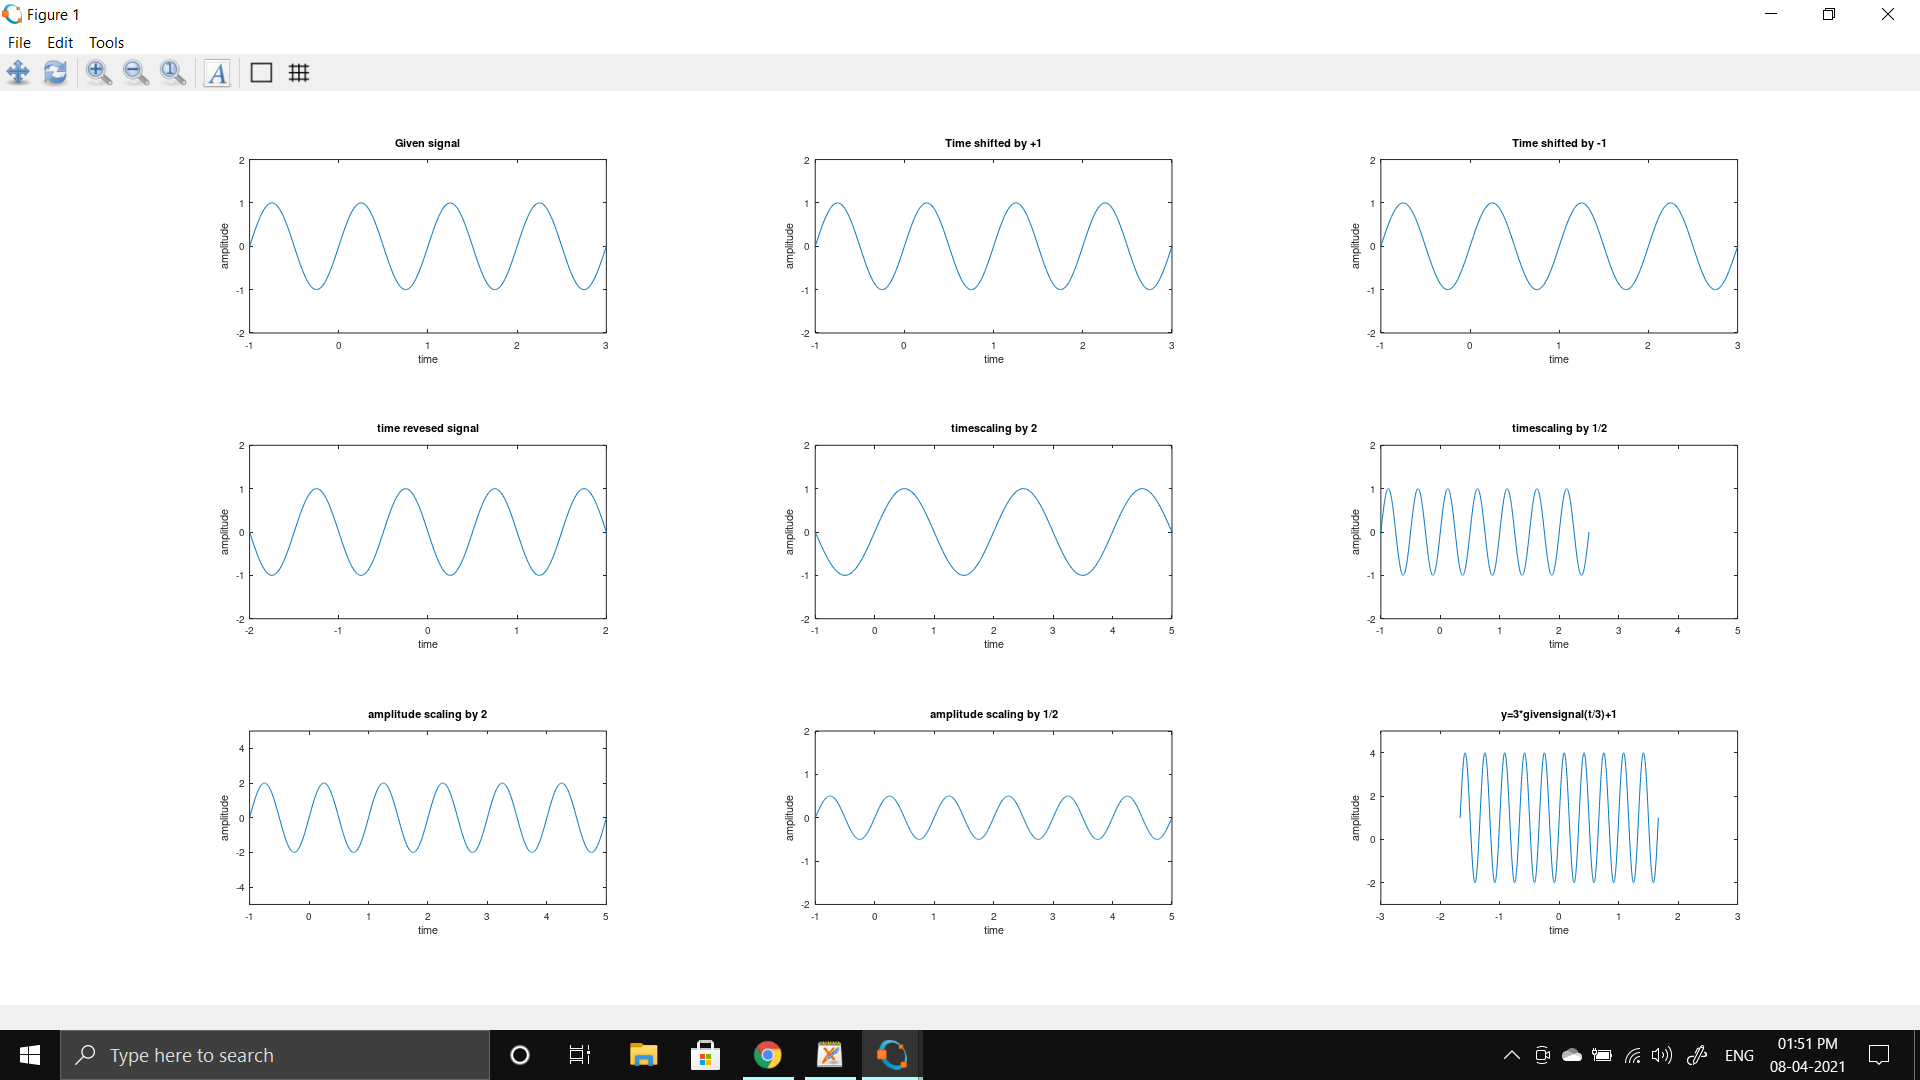 Figure 1
File Edit Tools
Given signal
2
1
0
-1
-2
amplitude
-1 0 1 2 3
time
Time shifted by +1
2
1
0
-1
-2
amplitude
-1 0 1 2 3
time
Time shifted by -1
2
1
0
-1
-2
amplitude
-1 0 1 2 3
time
time revesed signal
2
1
0
-1
-2
amplitude
-2 -1 0 1 2
time
timescaling by 2
2
1
0
-1
-2
amplitude
-1 0 1 2 3 4 5
time
timescaling by 1/2
2
1
0
-1
-2
amplitude
-1 0 1 2 3 4 5
time
amplitude scaling by 2
4
2
0
-2
-4
amplitude
-1 0 1 2 3 4 5
time
amplitude scaling by 1/2
2
1
0
-1
-2
amplitude
-1 0 1 2 3 4 5
time
y=3*givensignal(t/3)+1
4
2
0
-2
amplitude
-3 -2 -1 0 1 2 3
time
Type here to search
ENG
01:51 PM
08-04-2021